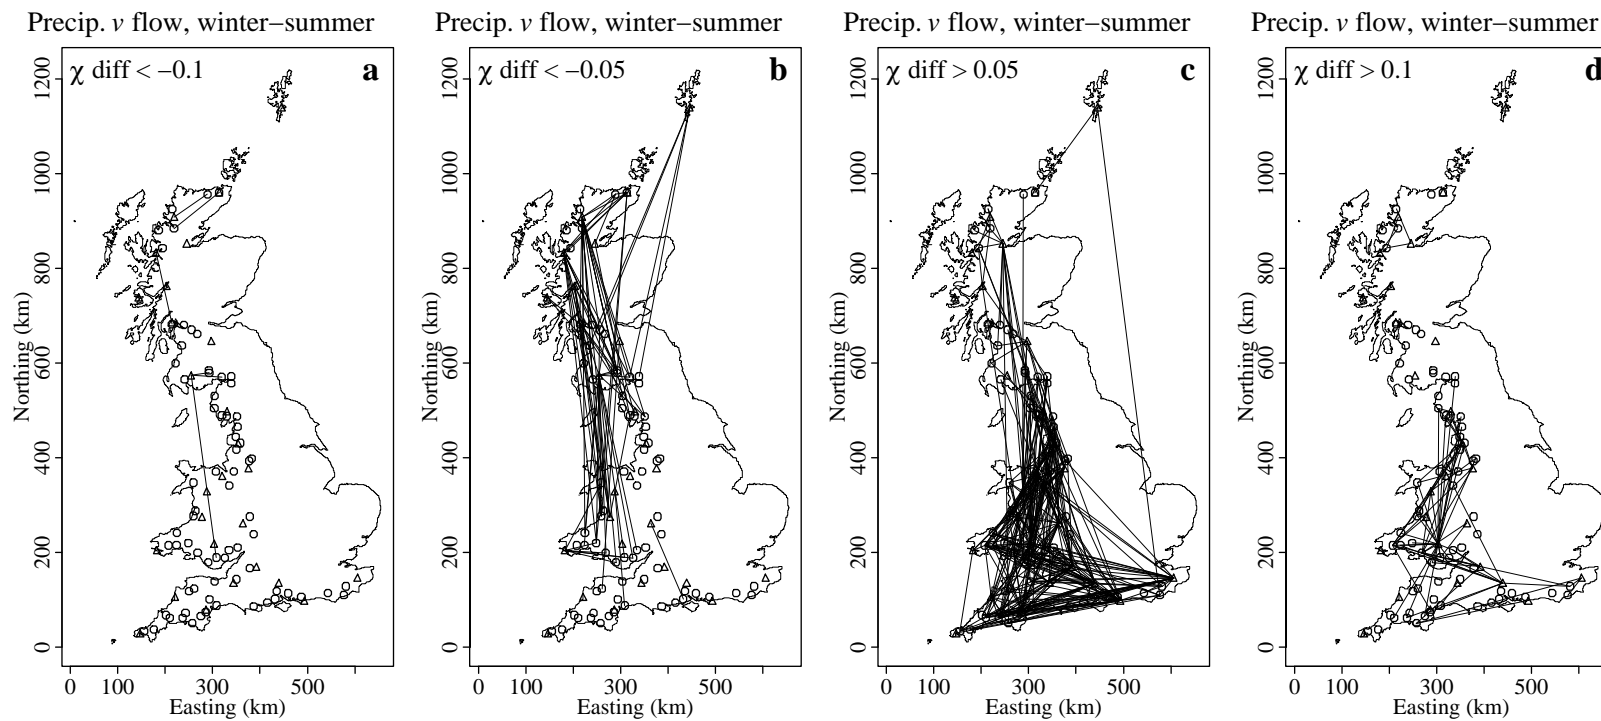 Precip. v flow, winter−summer
χ diff < −0.1
a
1200
1000
800
600
400
200
0
Northing (km)
0
100
300
500
Easting (km)
Precip. v flow, winter−summer
χ diff < −0.05
b
1200
1000
800
600
400
200
0
Northing (km)
0
100
300
500
Easting (km)
Precip. v flow, winter−summer
χ diff > 0.05
c
1200
1000
800
600
400
200
0
Northing (km)
0
100
300
500
Easting (km)
Precip. v flow, winter−summer
χ diff > 0.1
d
1200
1000
800
600
400
200
0
Northing (km)
0
100
300
500
Easting (km)